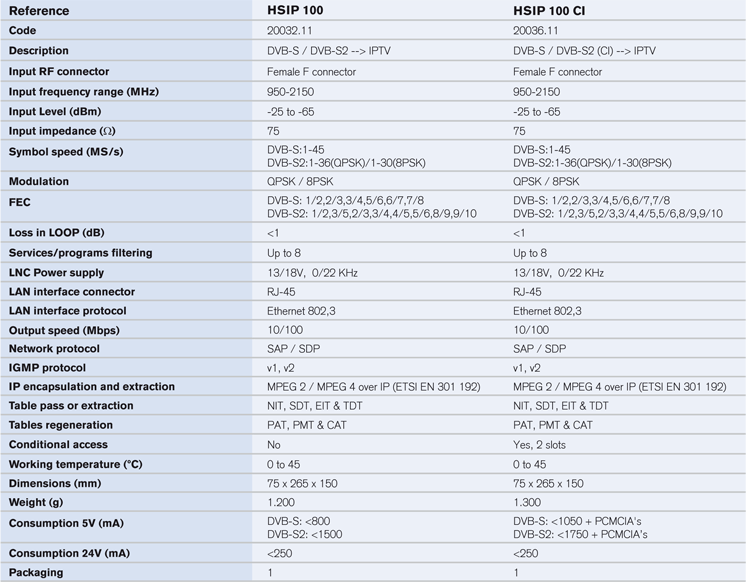 Reference HSIP 100 HSIP 100 CI
Code 20032.11 20036.11
Description DVB-S / DVB-S2 --> IPTV DVB-S / DVB-S2 (CI) --> IPTV
Input RF connector Female F connector Female F connector
Input frequency range (MHz) 950-2150 950-2150
Input Level (dBm) -25 to -65 -25 to -65
Input impedance (Ω) 75 75
Symbol speed (MS/s) DVB-S:1-45 DVB-S:1-45
DVB-S2:1-36(QPSK)/1-30(8PSK) DVB-S2:1-36(QPSK)/1-30(8PSK)
Modulation QPSK / 8PSK QPSK / 8PSK
FEC DVB-S: 1/2,2/3,3/4,5/6,6/7,7/8 DVB-S: 1/2,2/3,3/4,5/6,6/7,7/8
DVB-S2: 1/2,3/5,2/3,3/4,4/5,5/6,8/9,9/10 DVB-S2: 1/2,3/5,2/3,3/4,4/5,5/6,8/9,9/10
Loss in LOOP (dB) <1 <1
Services/programs filtering Up to 8 Up to 8
LNC Power supply 13/18V, 0/22 KHz 13/18V, 0/22 KHz
LAN interface connector RJ-45 RJ-45
LAN interface protocol Ethernet 802,3 Ethernet 802,3
Output speed (Mbps) 10/100 10/100
Network protocol SAP / SDP SAP / SDP
IGMP protocol v1, v2 v1, v2
IP encapsulation and extraction MPEG 2 / MPEG 4 over IP (ETSI EN 301 192) MPEG 2 / MPEG 4 over IP (ETSI EN 301 192)
Table pass or extraction NIT, SDT, EIT & TDT NIT, SDT, EIT & TDT
Tables regeneration PAT, PMT & CAT PAT, PMT & CAT
Conditional access No Yes, 2 slots
Working temperature (°C) 0 to 45 0 to 45
Dimensions (mm) 75 x 265 x 150 75 x 265 x 150
Weight (g) 1.200 1.300
Consumption 5V (mA) DVB-S: <800 DVB-S: <1050 + PCMCIA's
DVB-S2: <1500 DVB-S2: <1750 + PCMCIA's
Consumption 24V (mA) <250 <250
Packaging 1 1